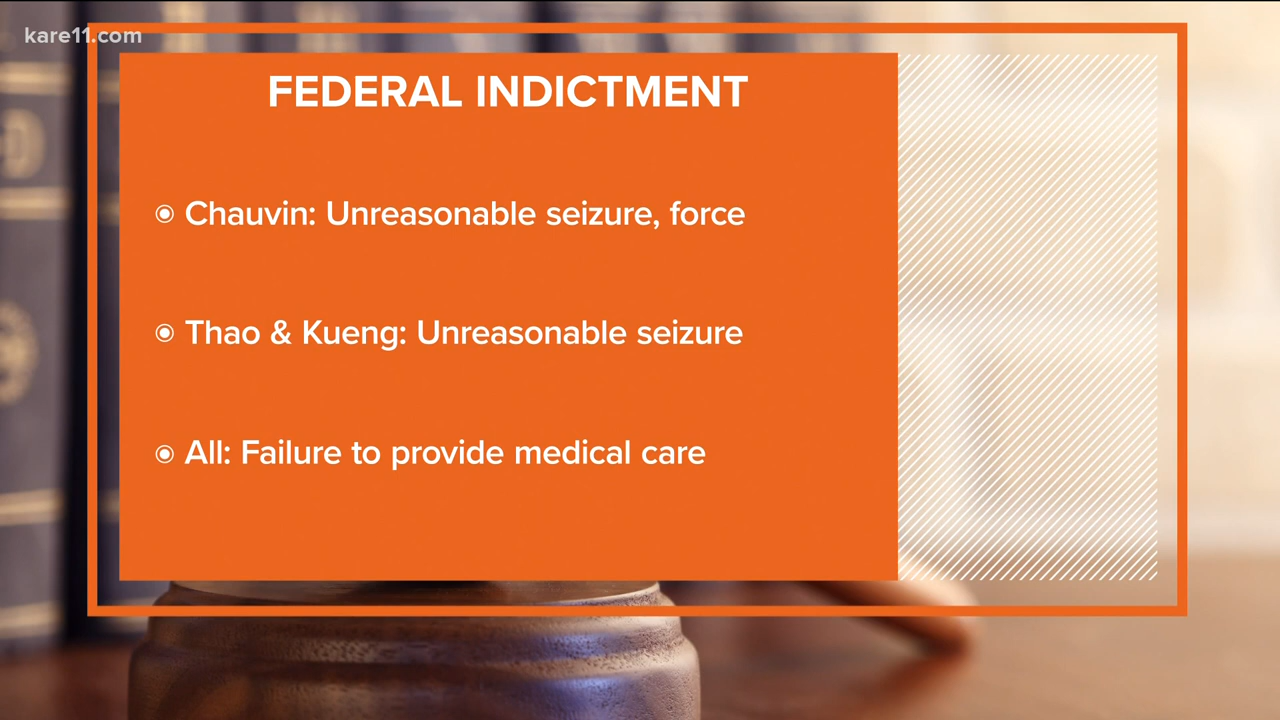 kare11.com
FEDERAL INDICTMENT
Chauvin: Unreasonable seizure, force
Thao & Kueng: Unreasonable seizure
All: Failure to provide medical care